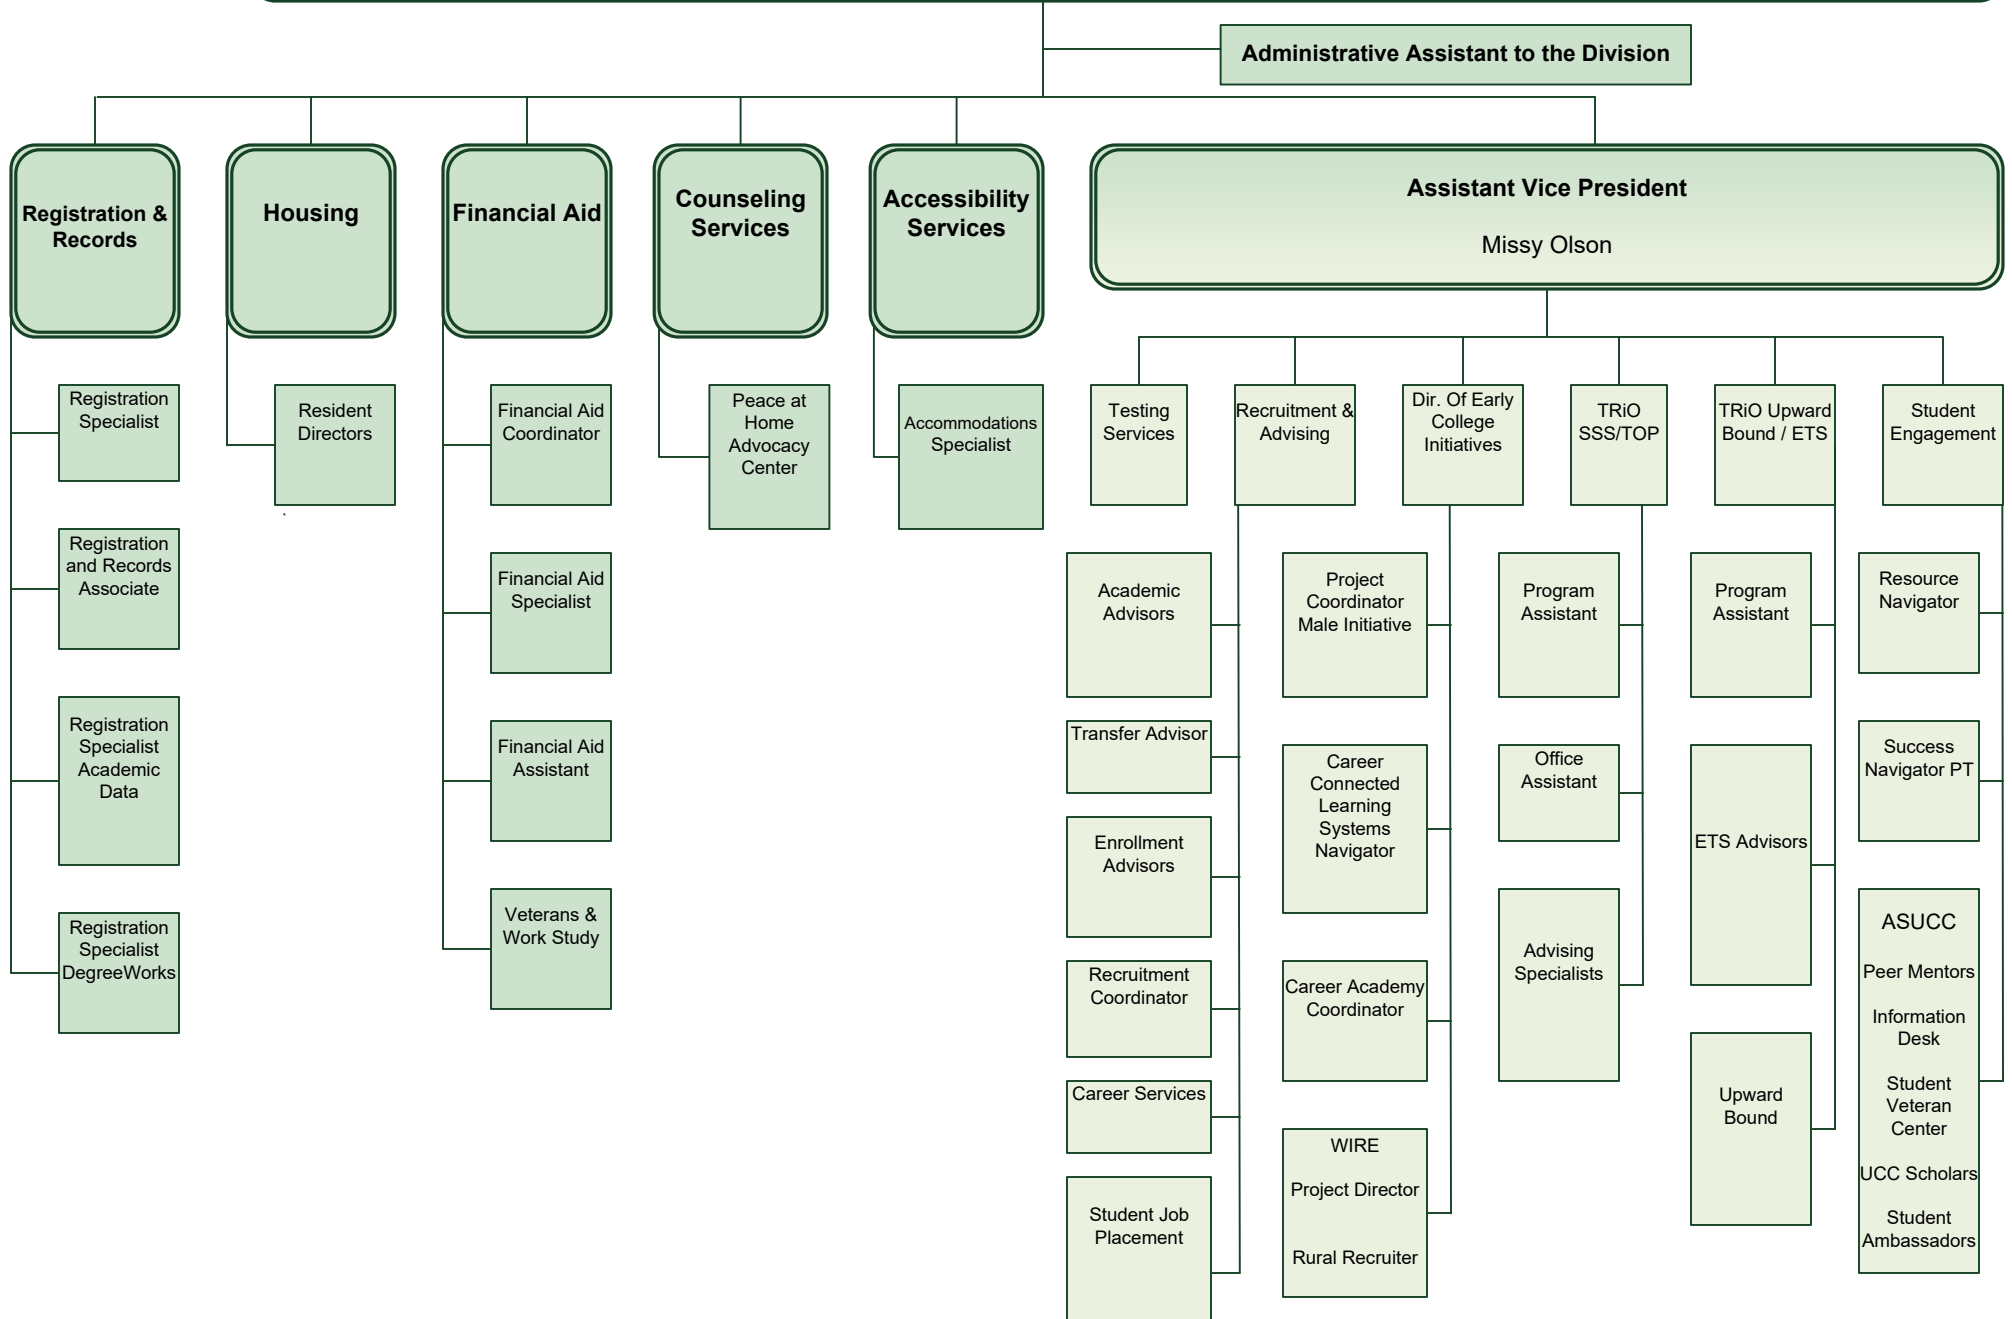 Administrative Assistant to the Division
Registration &
Records
Housing
Financial Aid
Counseling
Services
Accessibility
Services
Assistant Vice President
Missy Olson
Registration
Specialist
Registration
and Records
Associate
Registration
Specialist
Academic
Data
Registration
Specialist
DegreeWorks
Resident
Directors
.
Financial Aid
Coordinator
Financial Aid
Specialist
Financial Aid
Assistant
Veterans &
Work Study
Peace at
Home
Advocacy
Center
Accommodations
Specialist
Testing
Services
Recruitment &
Advising
Dir. Of Early
College
Initiatives
TRiO
SSS/TOP
TRiO Upward
Bound / ETS
Student
Engagement
Academic
Advisors
Transfer Advisor
Enrollment
Advisors
Recruitment
Coordinator
Career Services
Student Job
Placement
Project
Coordinator
Male Initiative
Career
Connected
Learning
Systems
Navigator
Career Academy
Coordinator
WIRE
Project Director
Rural Recruiter
Program
Assistant
Office
Assistant
Advising
Specialists
Program
Assistant
ETS Advisors
Upward
Bound
Resource
Navigator
Success
Navigator PT
ASUCC
Peer Mentors
Information
Desk
Student
Veteran
Center
UCC Scholars
Student
Ambassadors